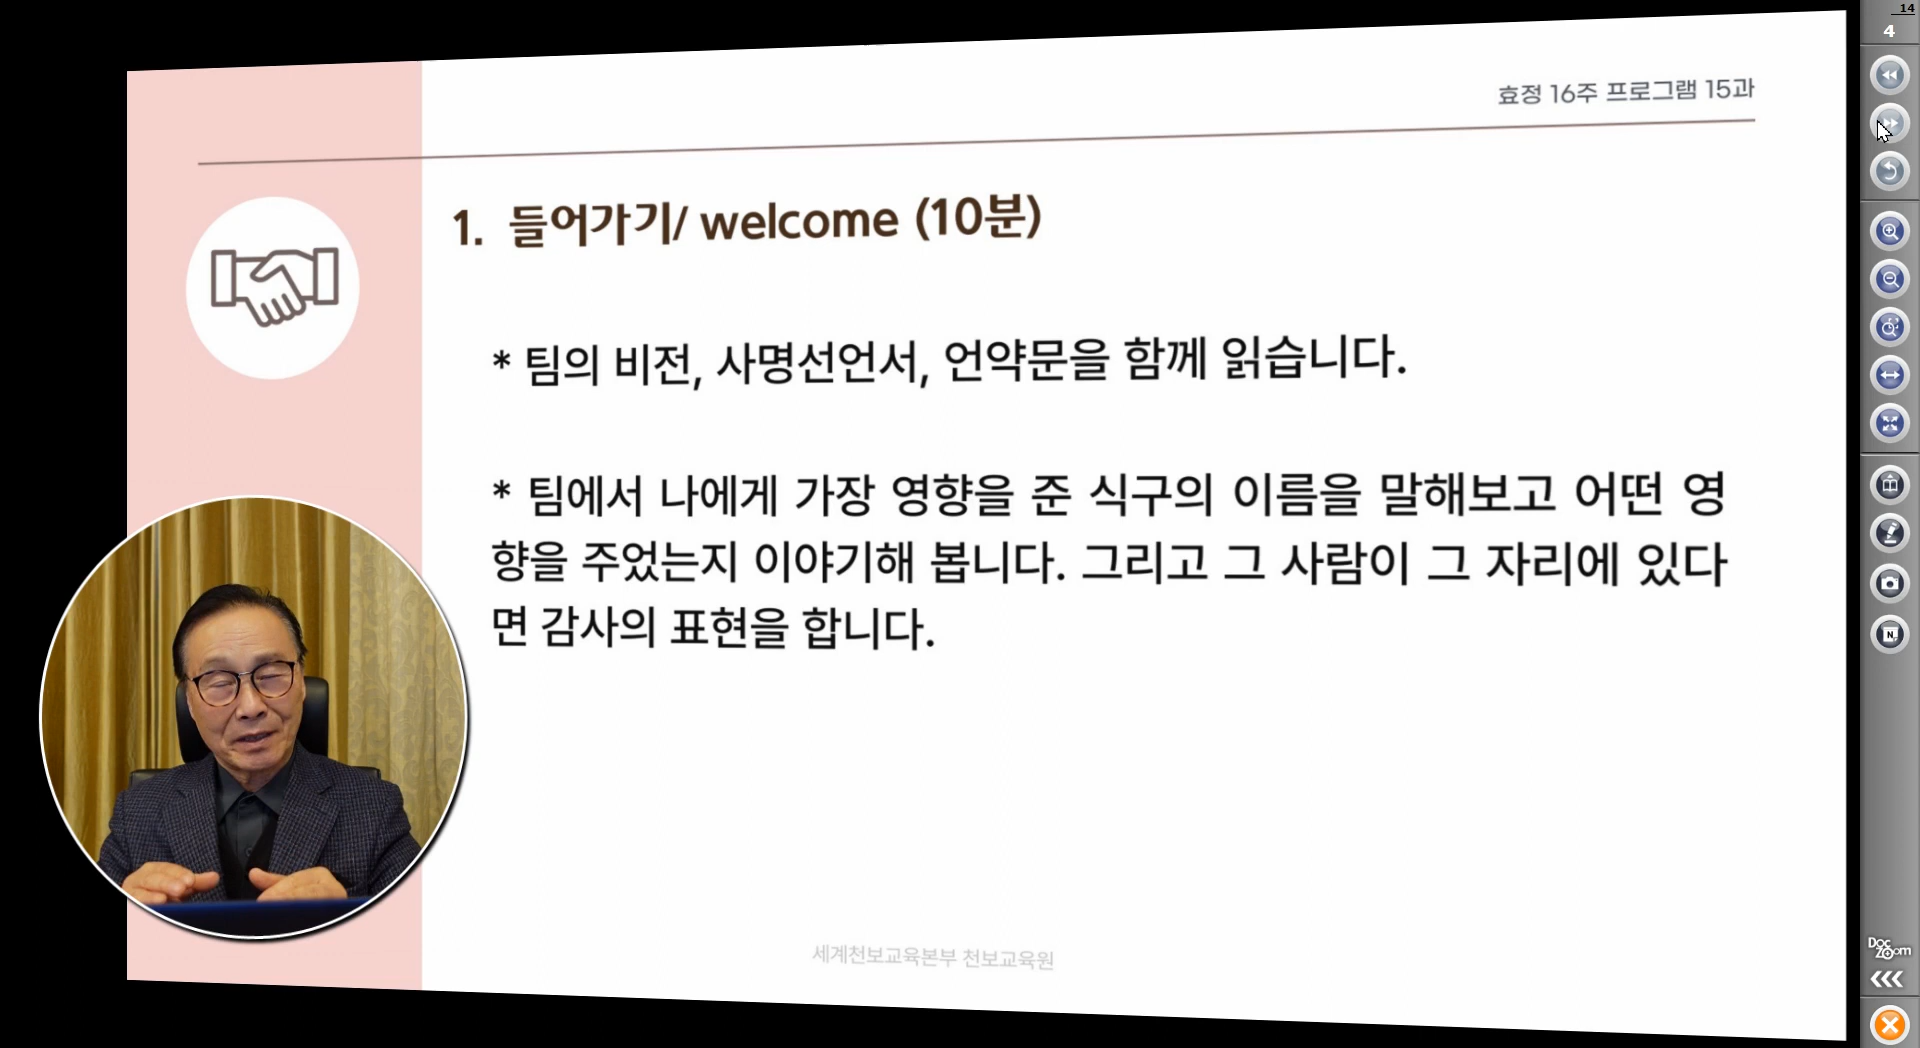 14
4
효정 16주 프로그램 15과
1. 들어가기/ welcome (10분)
* 팀의 비전, 사명선언서, 언약문을 함께 읽습니다.
* 팀에서 나에게 가장 영향을 준 식구의 이름을 말해보고 어떤 영
향을 주었는지 이야기해 봅니다. 그리고 그 사람이 그 자리에 있다
면 감사의 표현을 합니다.
세계천보교육본부 천보교육원
N
Doc
Zoom